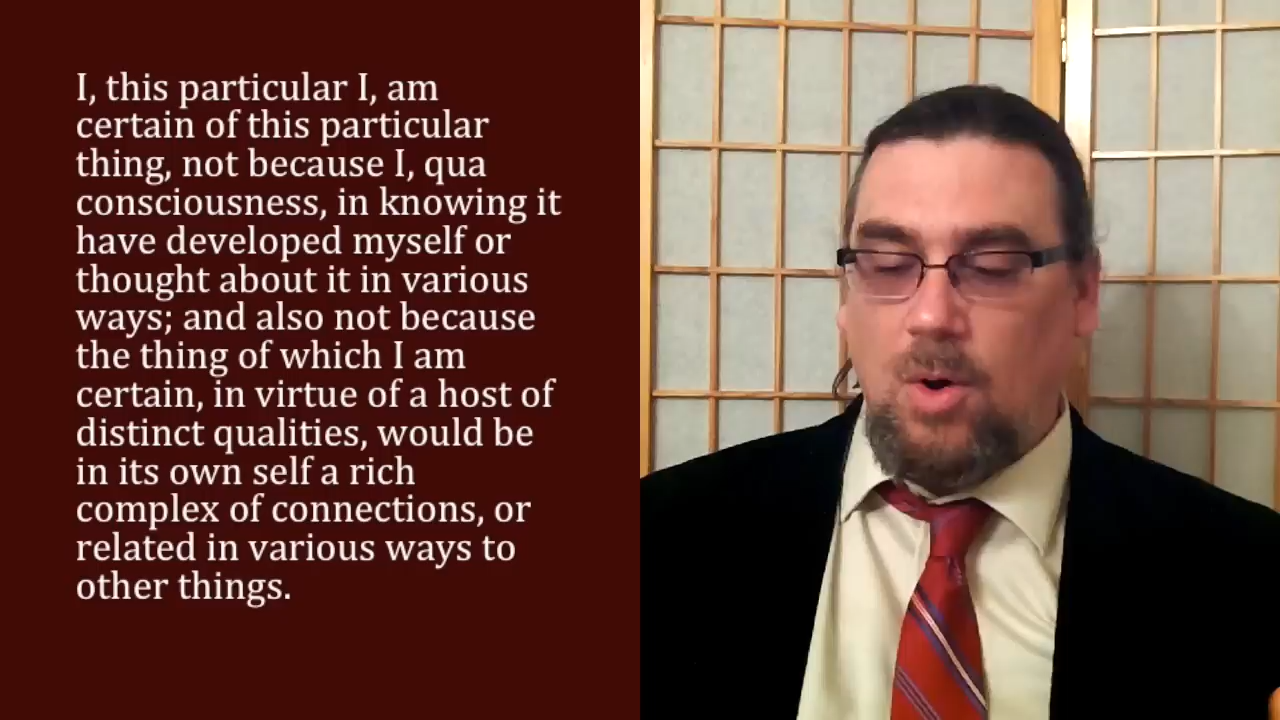 I, this particular I, am
certain of this particular
thing, not because I, qua
consciousness, in knowing it
have developed myself or
thought about it in various
ways; and also not because
the thing of which I am
certain, in virtue of a host of
distinct qualities, would be
in its own self a rich
complex of connections, or
related in various ways to
other things.